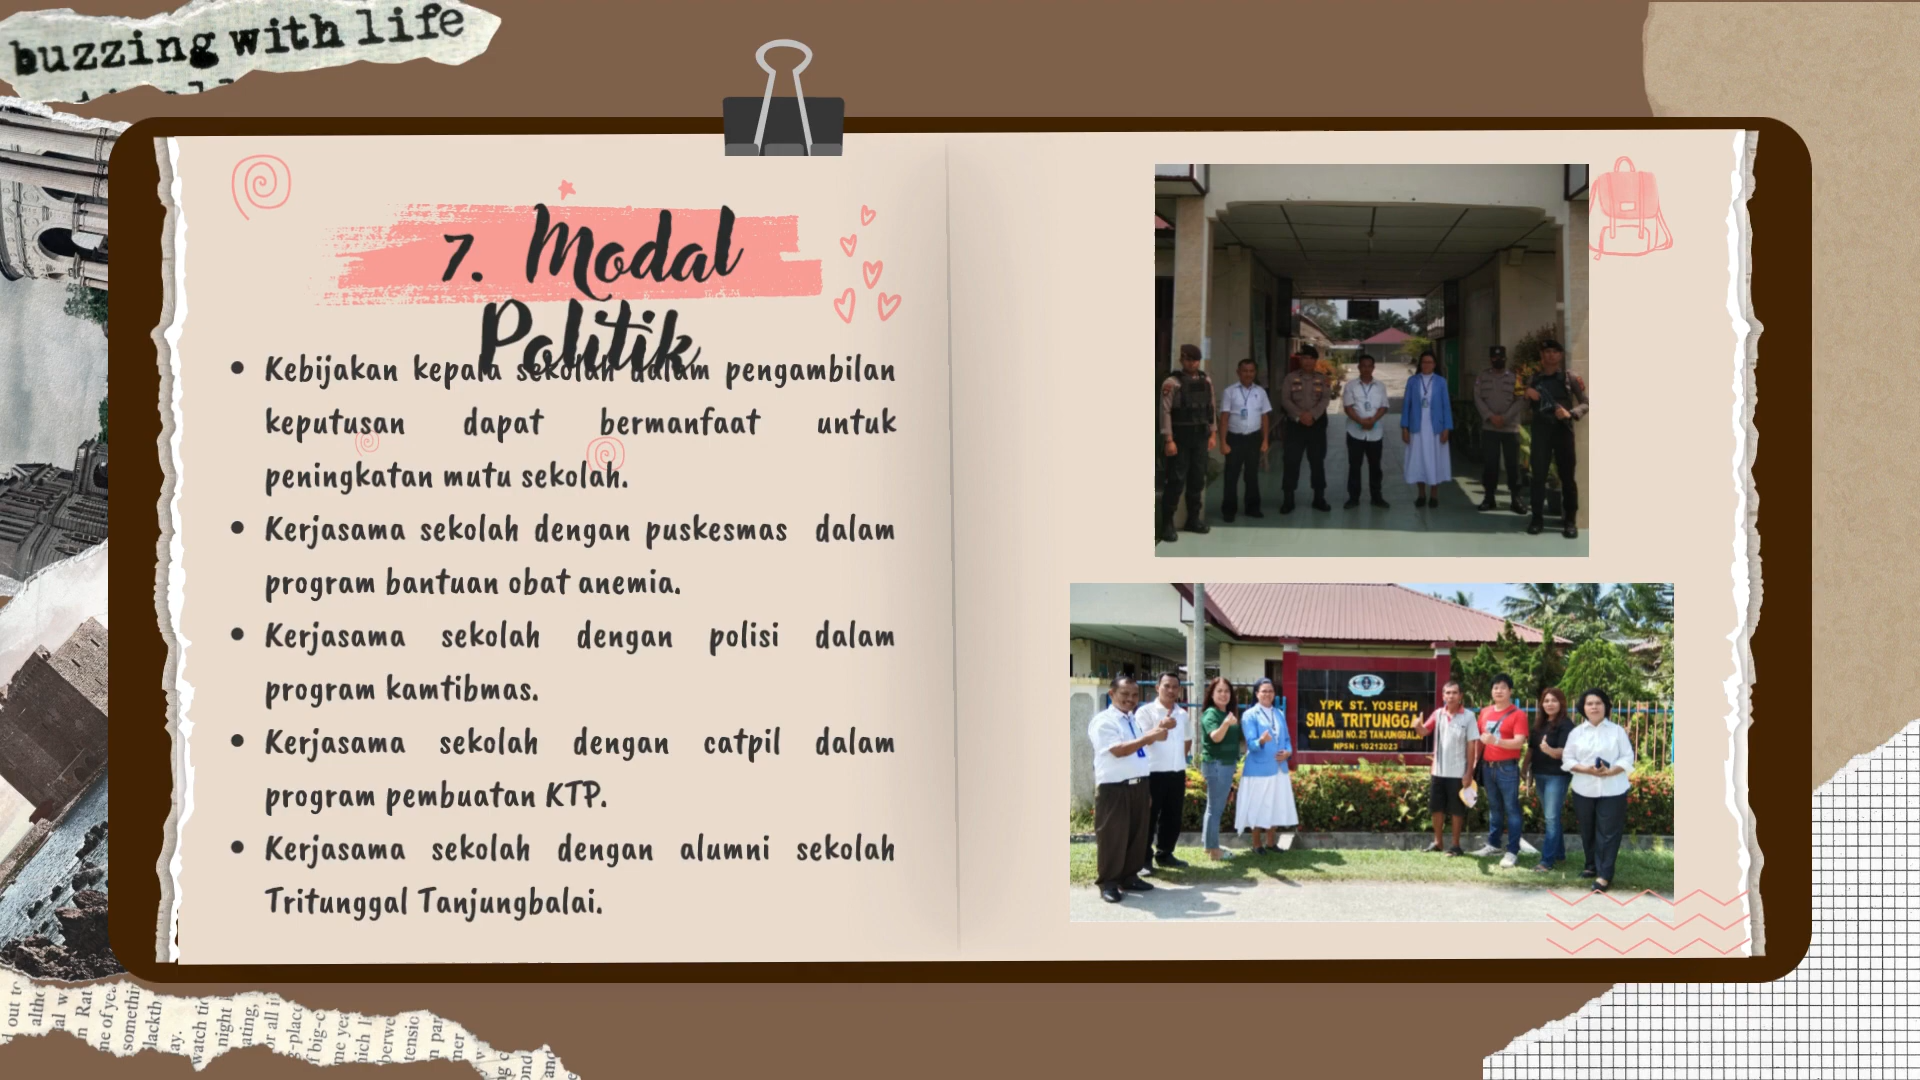 buzzing with life
7. Modal
Politik
• Kebijakan kepala sekolah dalam pengambilan
keputusan dapat bermanfaat untuk
peningkatan mutu sekolah.
• Kerjasama sekolah dengan puskesmas dalam
program bantuan obat anemia.
• Kerjasama sekolah dengan polisi dalam
program kamtibmas.
• Kerjasama sekolah dengan catpil dalam
program pembuatan KTP.
• Kerjasama sekolah dengan alumni sekolah
Tritunggal Tanjungbalai.
YPK ST. YOSEPH
SMA TRITUNGGA
JL. ABADI NO.25 TANJUNGBALA
NPSN : 10212023